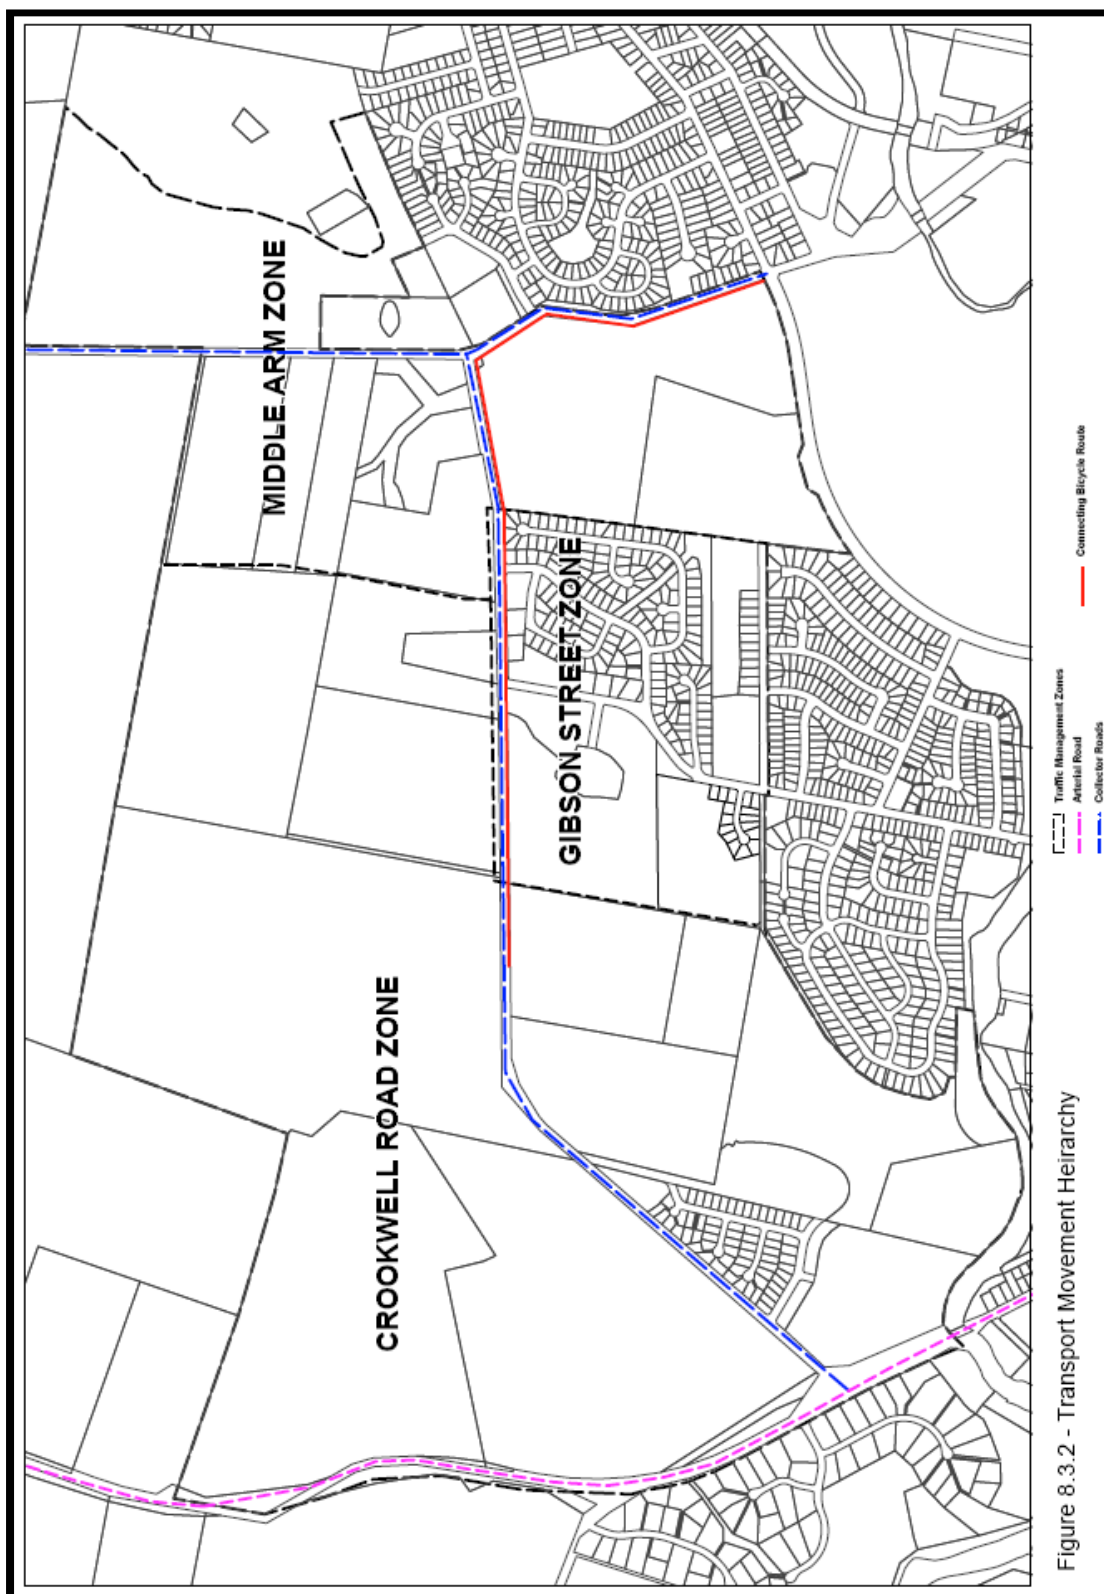 MIDDLE ARM ZONE
GIBSON STREET ZONE
CROOKWELL ROAD ZONE
Traffic Management Zones
Arterial Road
Collector Roads
Connecting Bicycle Route
Figure 8.3.2 - Transport Movement Heirarchy